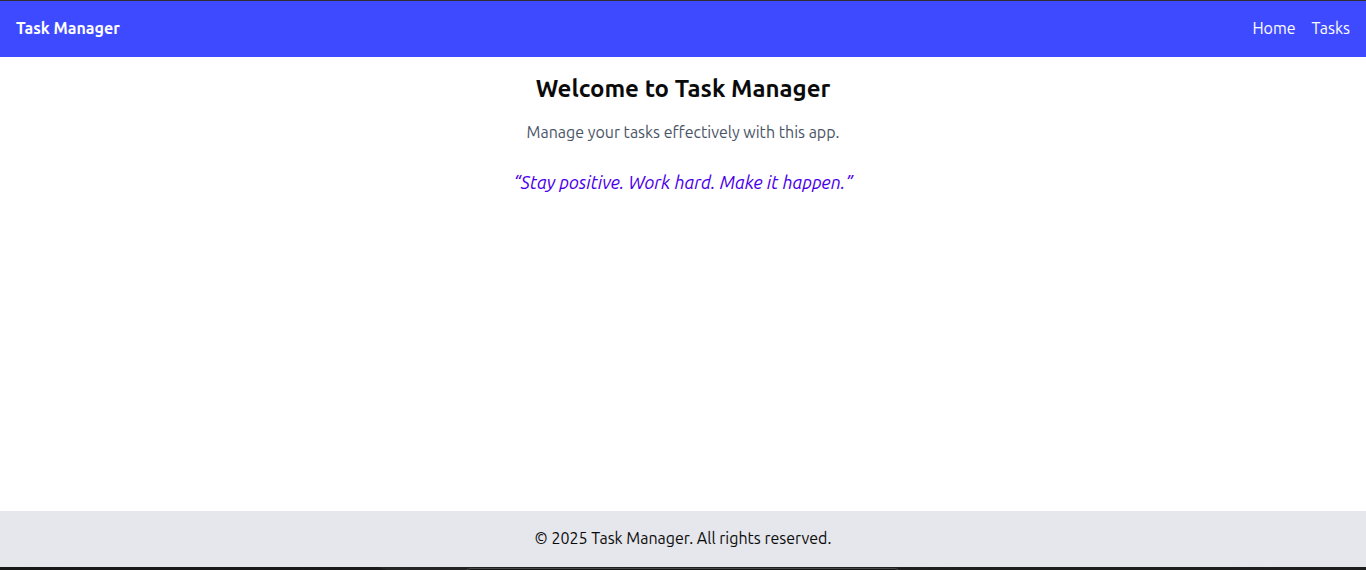 Task Manager
Home Tasks
Welcome to Task Manager
Manage your tasks effectively with this app.
“Stay positive. Work hard. Make it happen.”
© 2025 Task Manager. All rights reserved.